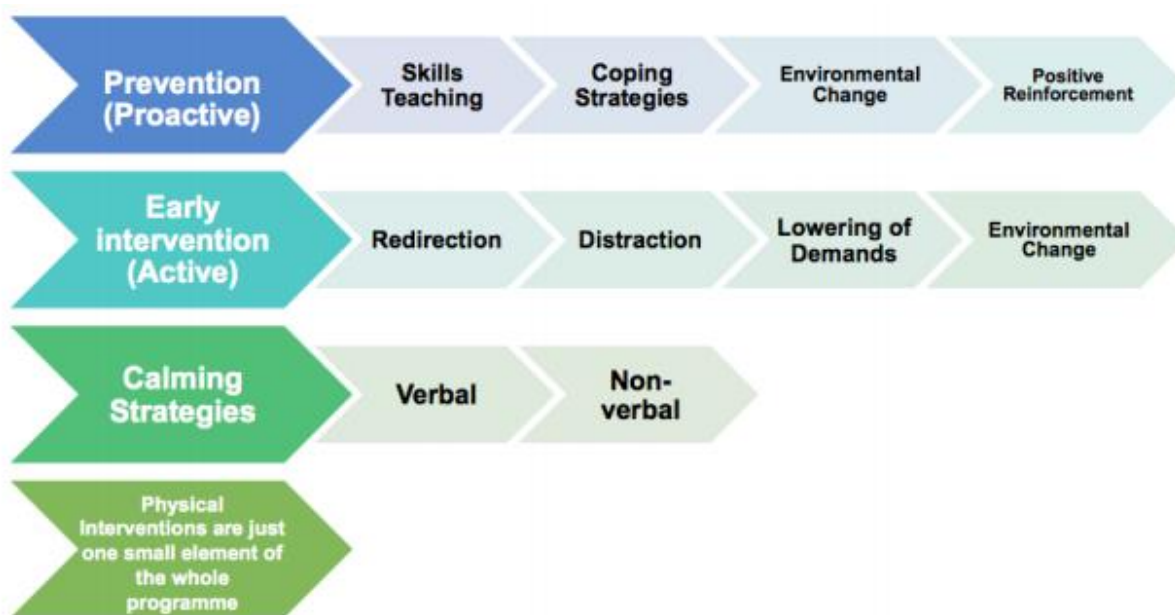 Prevention
(Proactive)
Skills
Teaching
Coping
Strategies
Environmental
Change
Positive
Reinforcement
Early
intervention
(Active)
Redirection
Distraction
Lowering of
Demands
Environmental
Change
Calming
Strategies
Verbal
Non-
verbal
Physical
Interventions are just
one small element of
the whole
programme